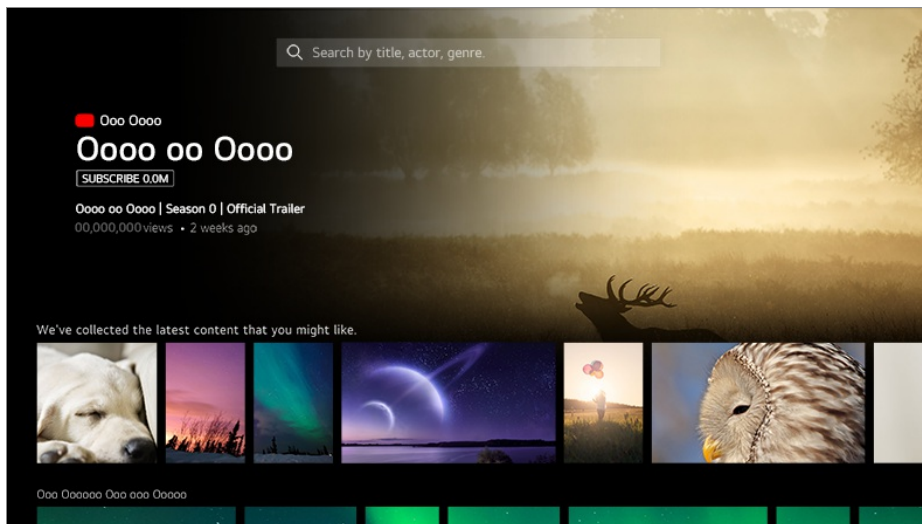 Search by title, actor, genre.
Ooo Oooo
Oooo oo Oooo
SUBSCRIBE 0.0M
Oooo oo Oooo | Season 0 | Official Trailer
00,000,000 views • 2 weeks ago
We've collected the latest content that you might like.
Ooo Oooooo Ooo ooo Ooooo